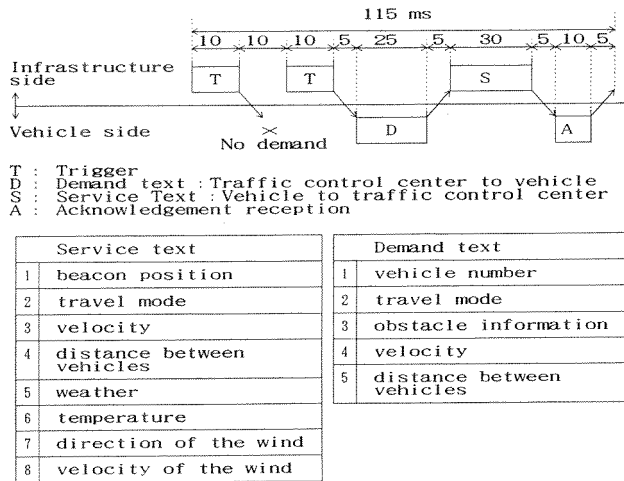 115 ms
10 10 10 5 25 5 30 5 10 5
Infrastructure side
T T S
Vehicle side
No demand
D A
T : Trigger
D : Demand text : Traffic control center to vehicle
S : Service Text : Vehicle to traffic control center
A : Acknowledgement reception
Service text
1 beacon position
2 travel mode
3 velocity
4 distance between vehicles
5 weather
6 temperature
7 direction of the wind
8 velocity of the wind
Demand text
1 vehicle number
2 travel mode
3 obstacle information
4 velocity
5 distance between vehicles